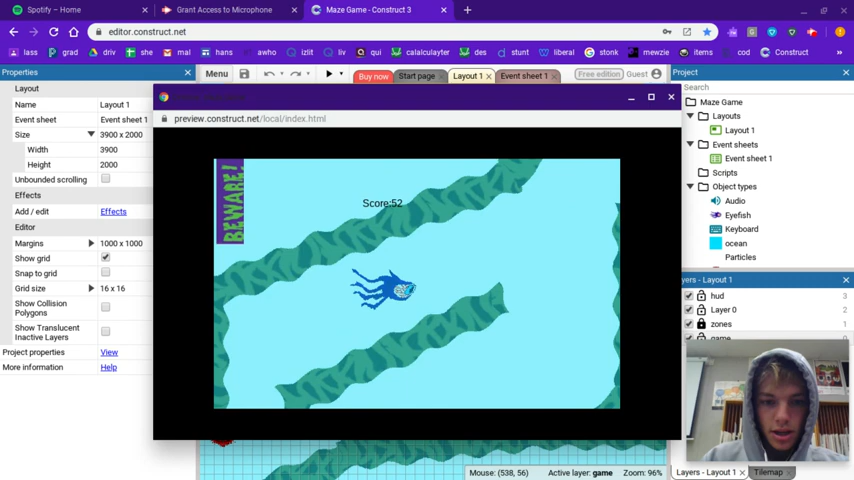 Spotify – Home
Grant Access to Microphone
Maze Game - Construct 3
editor.construct.net
lass
grad
driv
she
mal
hans
awho
izlit
liv
qui
calalculayter
des
stunt
liberal
stonk
mewzie
items
cod
Construct
Properties
Menu
Buy now
Start page
Layout 1
Event sheet 1
Free edition
Guest
Project
Layout
Name Layout 1
Event sheet Event sheet 1
Size 3900 x 2000
Width 3900
Height 2000
Unbounded scrolling
Effects
Add / edit Effects
Editor
Margins 1000 x 1000
Show grid
Snap to grid
Grid size 16 x 16
Show Collision
Polygons
Show Translucent
Inactive Layers
Project properties View
More information Help
preview.construct.net/local/index.html
BEWARE!
Score:52
Search
Maze Game
Layouts
Layout 1
Event sheets
Event sheet 1
Scripts
Object types
Audio
Eyefish
Keyboard
ocean
Particles
ayers - Layout 1
hud 3
Layer 0 2
zones 1
game 0
Mouse: (538, 56)
Active layer: game
Zoom: 96%
Layers - Layout 1
Tilemap